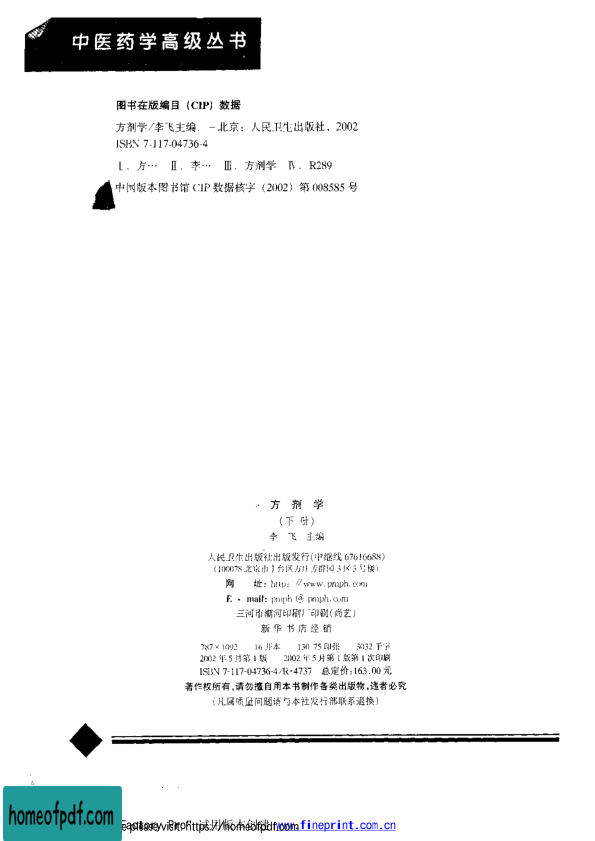 中医药学高级丛书
图书在版编目（CIP）数据
方剂学/李飞主编. －北京：人民卫生出版社，2002
ISBN 7-117-04736-4
Ⅰ．方… Ⅱ．李… Ⅲ．方剂学 Ⅳ．R289
中国版本图书馆 CIP 数据核字（2002）第 008585 号
方 剂 学
（下 册）
李 飞 主编
人民卫生出版社出版发行（中继线 67616688）
（100078 北京市丰台区方庄芳群园 3 区 3 号楼）
网 址：http：//www.pmph.com
E - mail：pmph @ pmph.com
印刷厂印刷（尚艺）
新华书店经销
787×1092 16 开本 130.75 印张 3032 千字
2002 年 5 月第 1 版 2002 年 5 月第 1 版第 1 次印刷
ISBN 7-117-04736-4/R·4737 总定价：163.00 元
著作权所有，请勿擅自用本书制作各类出版物，违者必究
（凡属质量问题请与本社发行部联系退换）
homeofpdf.com
https://homeofpdf.com
www.fineprint.com.cn